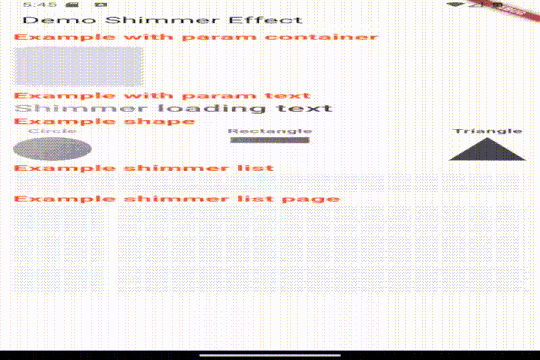 5:45
Demo Shimmer Effect
Example with param container
Example with param text
Shimmer loading text
Example shape
Circle Rectangle Triangle
Example shimmer list
Example shimmer list page